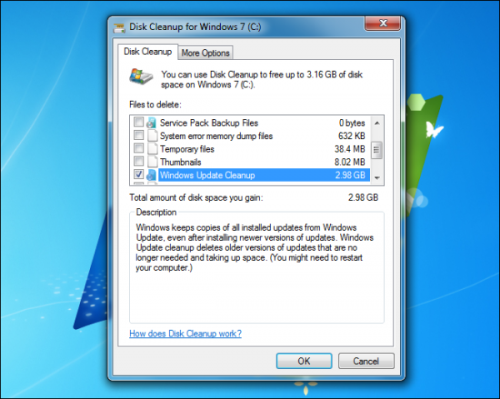 Disk Cleanup for Windows 7 (C:)
Disk Cleanup More Options
You can use Disk Cleanup to free up to 3.16 GB of disk
space on Windows 7 (C:).
Files to delete:
Service Pack Backup Files 0 bytes
System error memory dump files 632 KB
Temporary files 38.4 MB
Thumbnails 8.02 MB
Windows Update Cleanup 2.98 GB
Total amount of disk space you gain: 2.98 GB
Description
Windows keeps copies of all installed updates from Windows
Update, even after installing newer versions of updates. Windows
Update cleanup deletes older versions of updates that are no
longer needed and taking up space. (You might need to restart
your computer.)
How does Disk Cleanup work?
OK Cancel